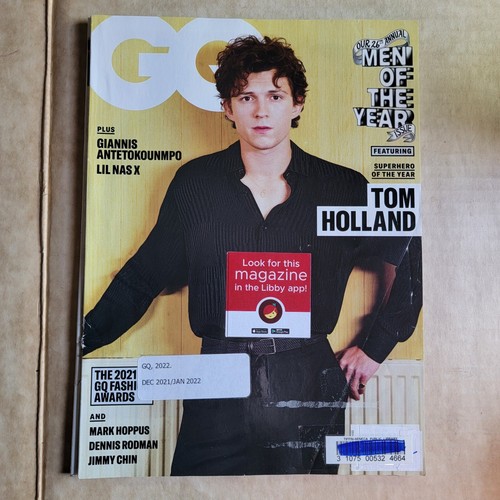 GQ
OUR 26th ANNUAL
MEN
OF
THE
YEAR
ISSUE
FEATURING
SUPERHERO
OF THE YEAR
TOM
HOLLAND
PLUS
GIANNIS
ANTETOKOUNMPO
LIL NAS X
Look for this
magazine
in the Libby app!
THE 2021
GQ FASHI
AWARDS
GQ, 2022.
DEC 2021/JAN 2022
AND
MARK HOPPUS
DENNIS RODMAN
JIMMY CHIN
3 1075 00532 4664